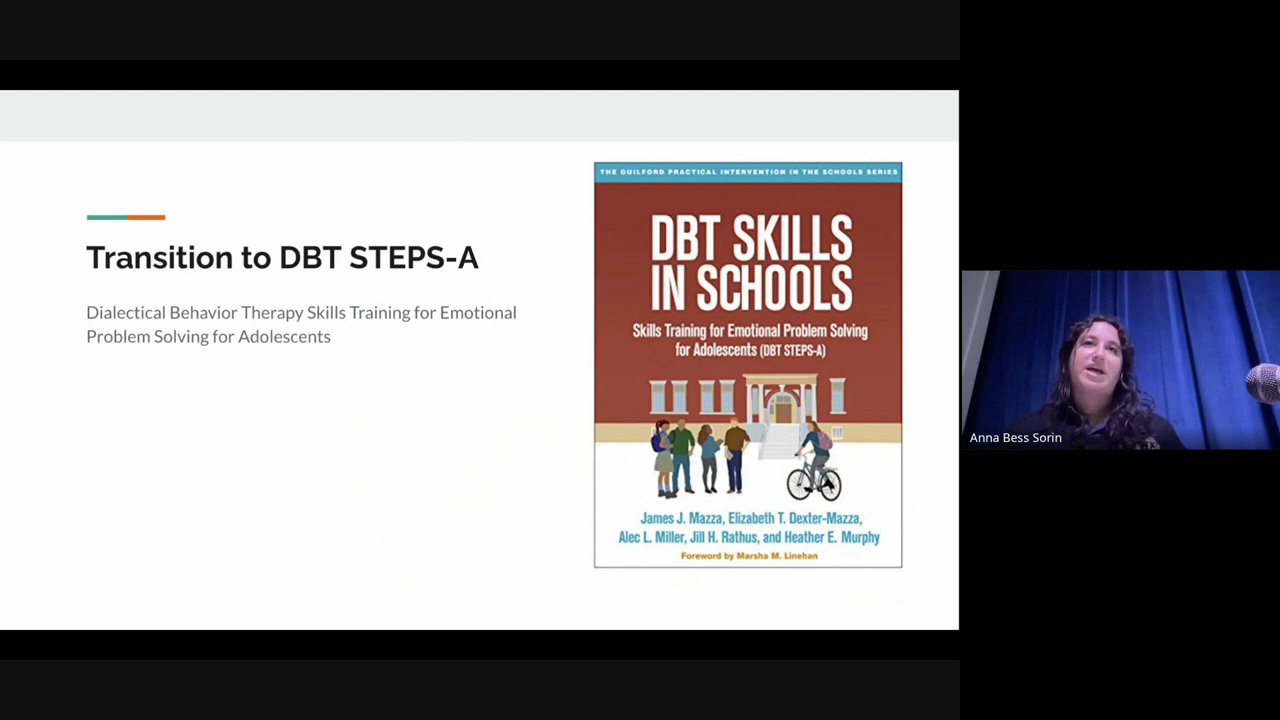 Transition to DBT STEPS-A
Dialectical Behavior Therapy Skills Training for Emotional
Problem Solving for Adolescents
THE GUILFORD PRACTICAL INTERVENTION IN THE SCHOOLS SERIES
DBT SKILLS
IN SCHOOLS
Skills Training for Emotional Problem Solving
for Adolescents (DBT STEPS-A)
James J. Mazza, Elizabeth T. Dexter-Mazza,
Alec L. Miller, Jill H. Rathus, and Heather E. Murphy
Foreword by Marsha M. Linehan
Anna Bess Sorin